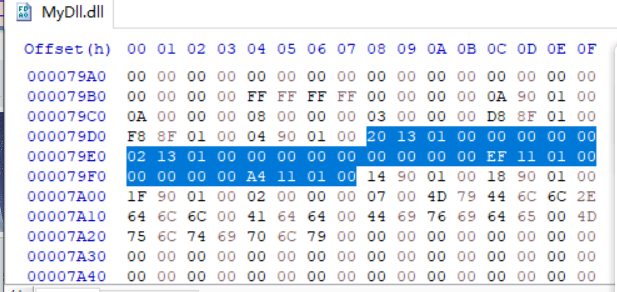 MyDll.dll
Offset(h) 00 01 02 03 04 05 06 07 08 09 0A 0B 0C 0D 0E 0F
000079A0 00 00 00 00 00 00 00 00 00 00 00 00 00 00 00 00
000079B0 00 00 00 00 FF FF FF FF 00 00 00 00 0A 90 01 00
000079C0 0A 00 00 00 08 00 00 00 03 00 00 00 D8 8F 01 00
000079D0 F8 8F 01 00 04 90 01 00 20 13 01 00 00 00 00 00
000079E0 02 13 01 00 00 00 00 00 00 00 00 00 EF 11 01 00
000079F0 00 00 00 00 A4 11 01 00 14 90 01 00 18 90 01 00
00007A00 1F 90 01 00 02 00 00 00 07 00 4D 79 44 6C 6C 2E
00007A10 64 6C 6C 00 41 64 64 00 44 69 76 69 64 65 00 4D
00007A20 75 6C 74 69 70 6C 79 00 00 00 00 00 00 00 00 00
00007A30 00 00 00 00 00 00 00 00 00 00 00 00 00 00 00 00
00007A40 00 00 00 00 00 00 00 00 00 00 00 00 00 00 00 00